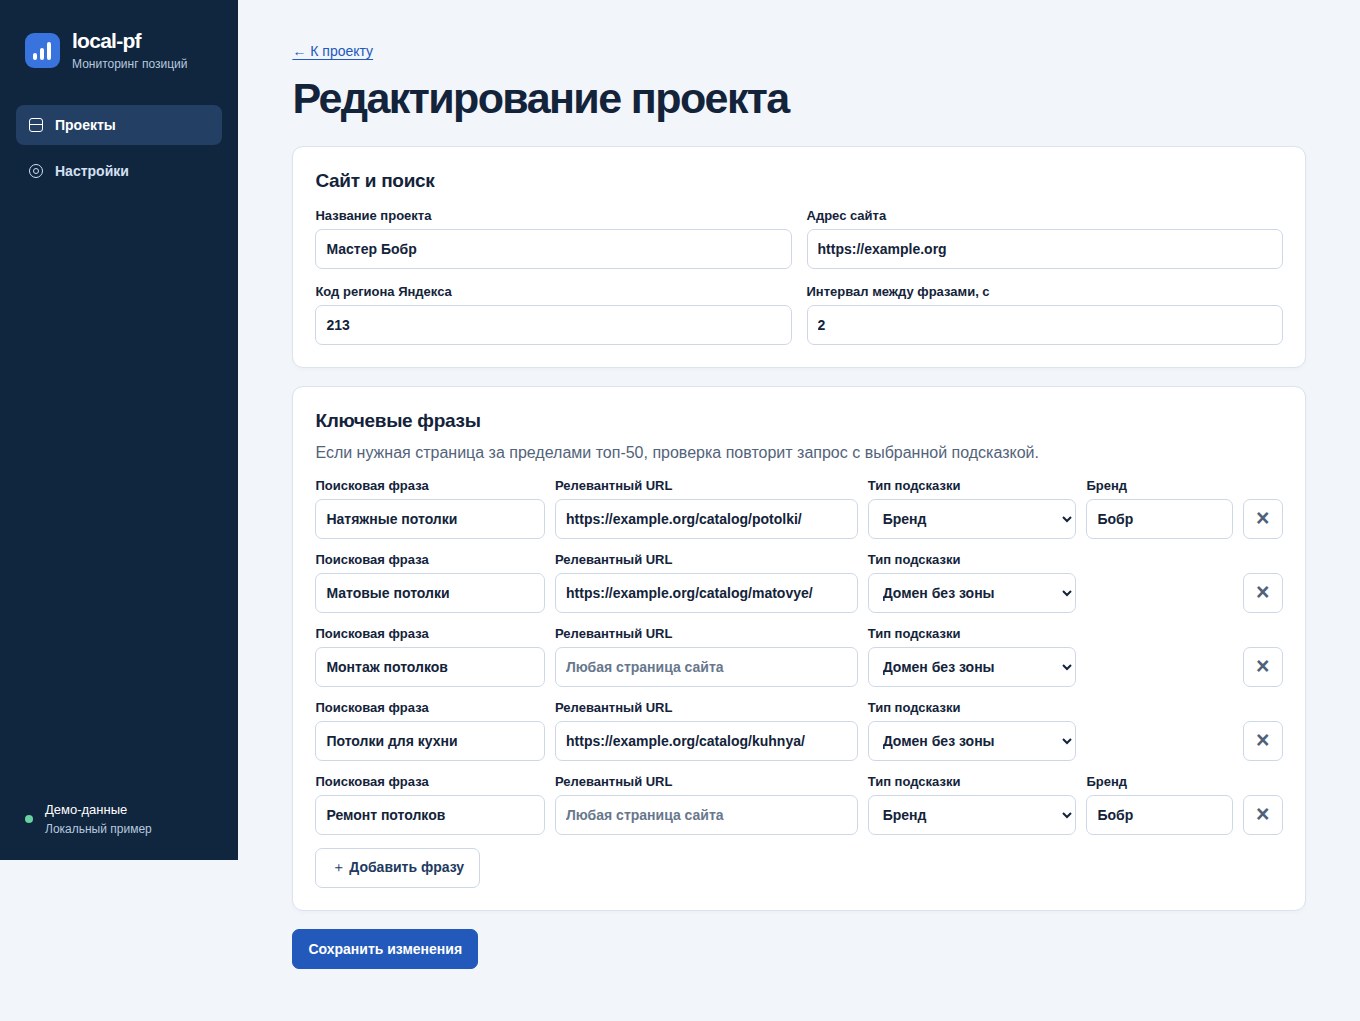 local-pf
Мониторинг позиций
Проекты
Настройки
Демо-данные
Локальный пример
← К проекту
Редактирование проекта
Сайт и поиск
Название проекта
Мастер Бобр
Адрес сайта
https://example.org
Код региона Яндекса
213
Интервал между фразами, с
2
Ключевые фразы
Если нужная страница за пределами топ-50, проверка повторит запрос с выбранной подсказкой.
Поисковая фраза Релевантный URL Тип подсказки Бренд
Натяжные потолки https://example.org/catalog/potolki/ Бренд Бобр ×
Поисковая фраза Релевантный URL Тип подсказки
Матовые потолки https://example.org/catalog/matovye/ Домен без зоны ×
Поисковая фраза Релевантный URL Тип подсказки
Монтаж потолков Любая страница сайта Домен без зоны ×
Поисковая фраза Релевантный URL Тип подсказки
Потолки для кухни https://example.org/catalog/kuhnya/ Домен без зоны ×
Поисковая фраза Релевантный URL Тип подсказки Бренд
Ремонт потолков Любая страница сайта Бренд Бобр ×
+ Добавить фразу
Сохранить изменения